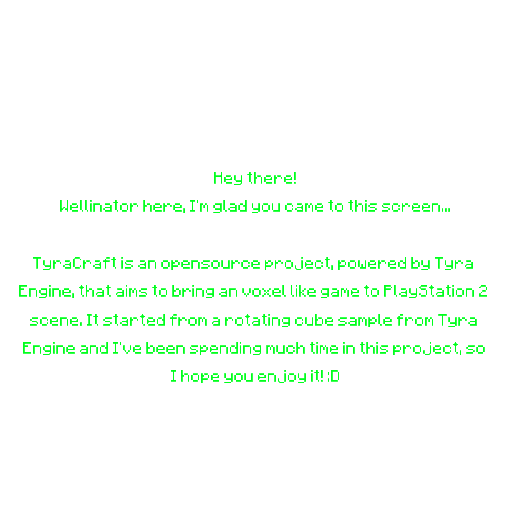 Hey there!
Wellinator here, I'm glad you came to this screen...
TyraCraft is an opensource project, powered by Tyra
Engine, that aims to bring an voxel like game to PlayStation 2
scene. It started from a rotating cube sample from Tyra
Engine and I've been spending much time in this project, so
I hope you enjoy it! :D